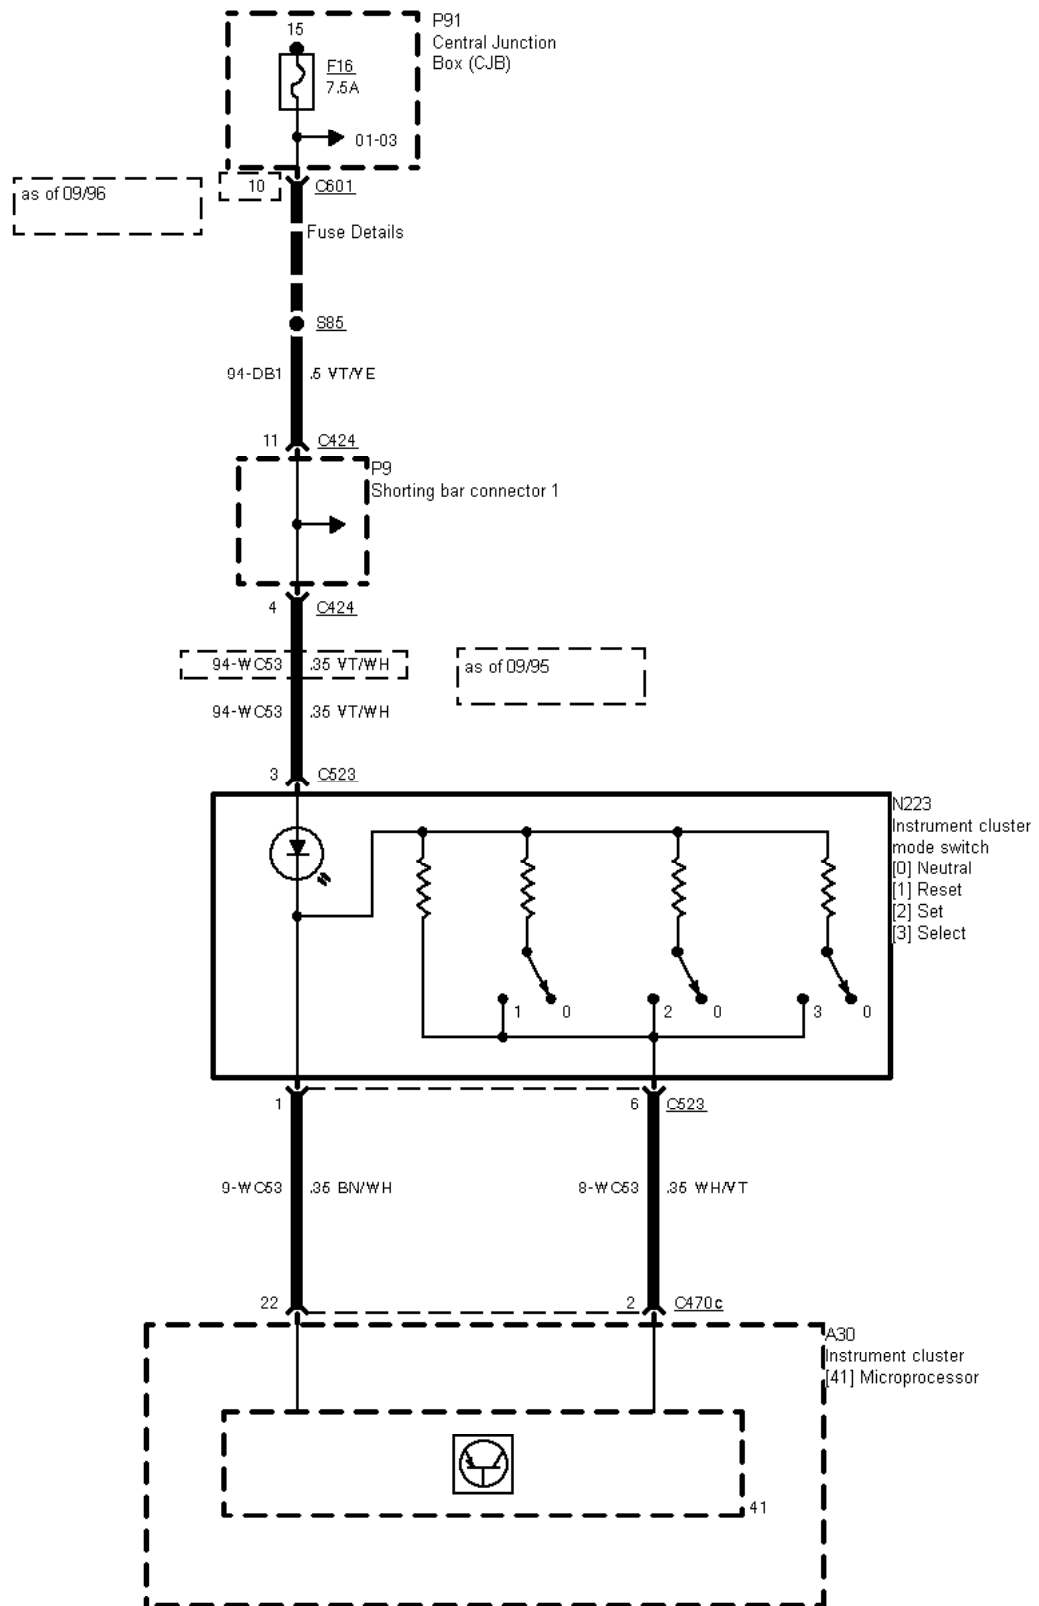 P91
Central Junction
Box (CJB)
15
F16
7.5A
01-03
as of 09/96
10 C601
Fuse Details
S85
94-DB1 .5 VT/YE
11 C424
P9
Shorting bar connector 1
4 C424
94-WC53 .35 VT/WH
as of 09/95
94-WC53 .35 VT/WH
3 C523
N223
Instrument cluster
mode switch
[0] Neutral
[1] Reset
[2] Set
[3] Select
1 0 2 0 3 0
1 6 C523
9-WC53 .35 BN/WH 8-WC53 .35 WH/VT
22 2 C470c
A30
Instrument cluster
[41] Microprocessor
41